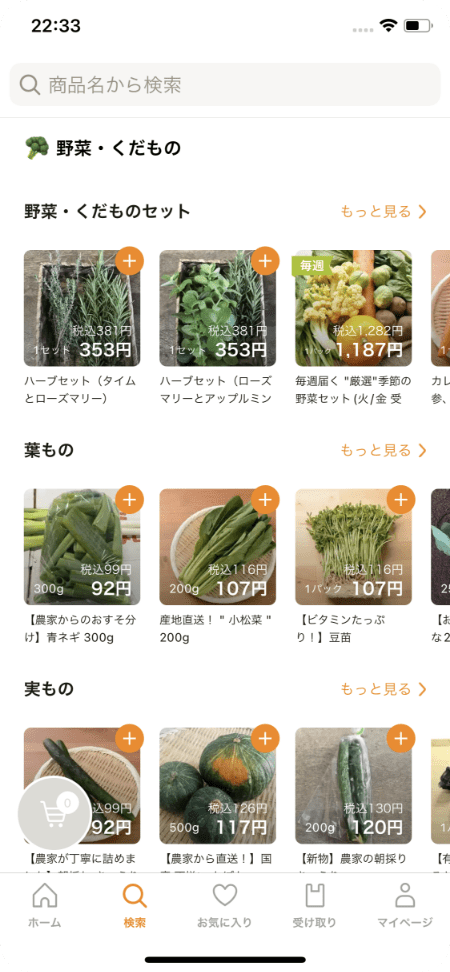 22:33
商品名から検索
野菜・くだもの
野菜・くだものセット
もっと見る
税込381円
1セット 353円
ハーブセット（タイム
とローズマリー）
税込381円
1セット 353円
ハーブセット（ローズ
マリーとアップルミン
毎週
税込1,282円
1パック 1,187円
毎週届く "厳選"季節の
野菜セット(火/金 受
カレ
参、
葉もの
もっと見る
税込99円
300g 92円
【農家からのおすそ分
け】青ネギ 300g
税込116円
200g 107円
産地直送！ " 小松菜 "
200g
税込116円
1パック 107円
【ビタミンたっぷ
り！】豆苗
25
【お
な2
実もの
もっと見る
込99円
92円
【農家が丁寧に詰めま
税込126円
500g 117円
【農家から直送！】国
税込130円
200g 120円
【新物】農家の朝採り
【有
0
ホーム
検索
お気に入り
受け取り
マイページ